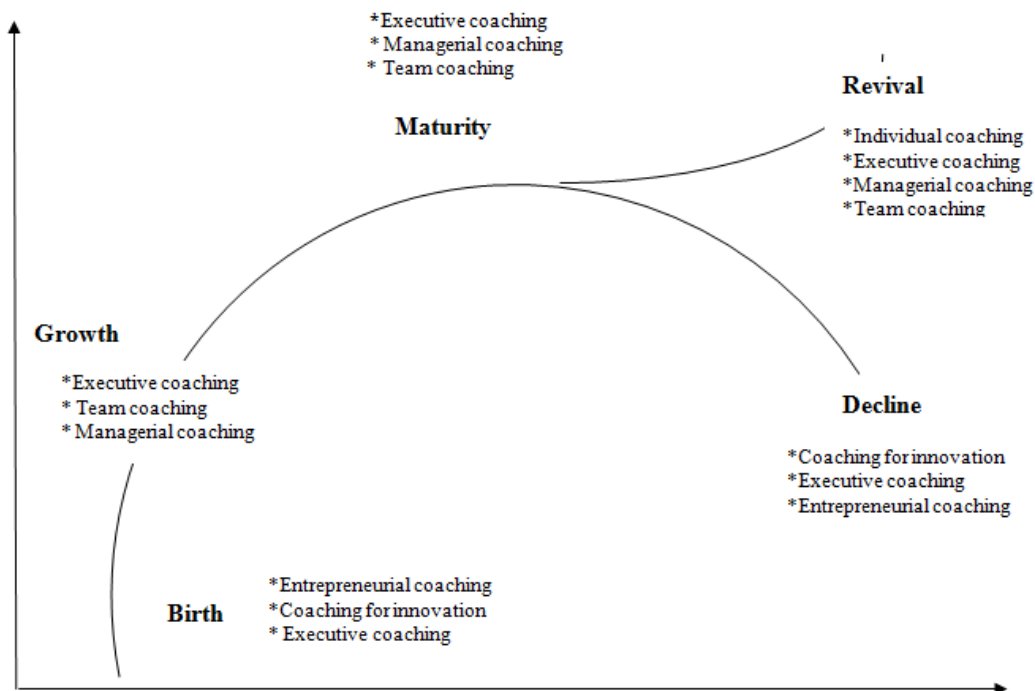 *Executive coaching
* Managerial coaching
* Team coaching
Maturity
Revival
*Individual coaching
*Executive coaching
*Managerial coaching
*Team coaching
Growth
*Executive coaching
* Team coaching
* Managerial coaching
Decline
*Coaching for innovation
*Executive coaching
*Entrepreneurial coaching
Birth
*Entrepreneurial coaching
*Coaching for innovation
* Executive coaching